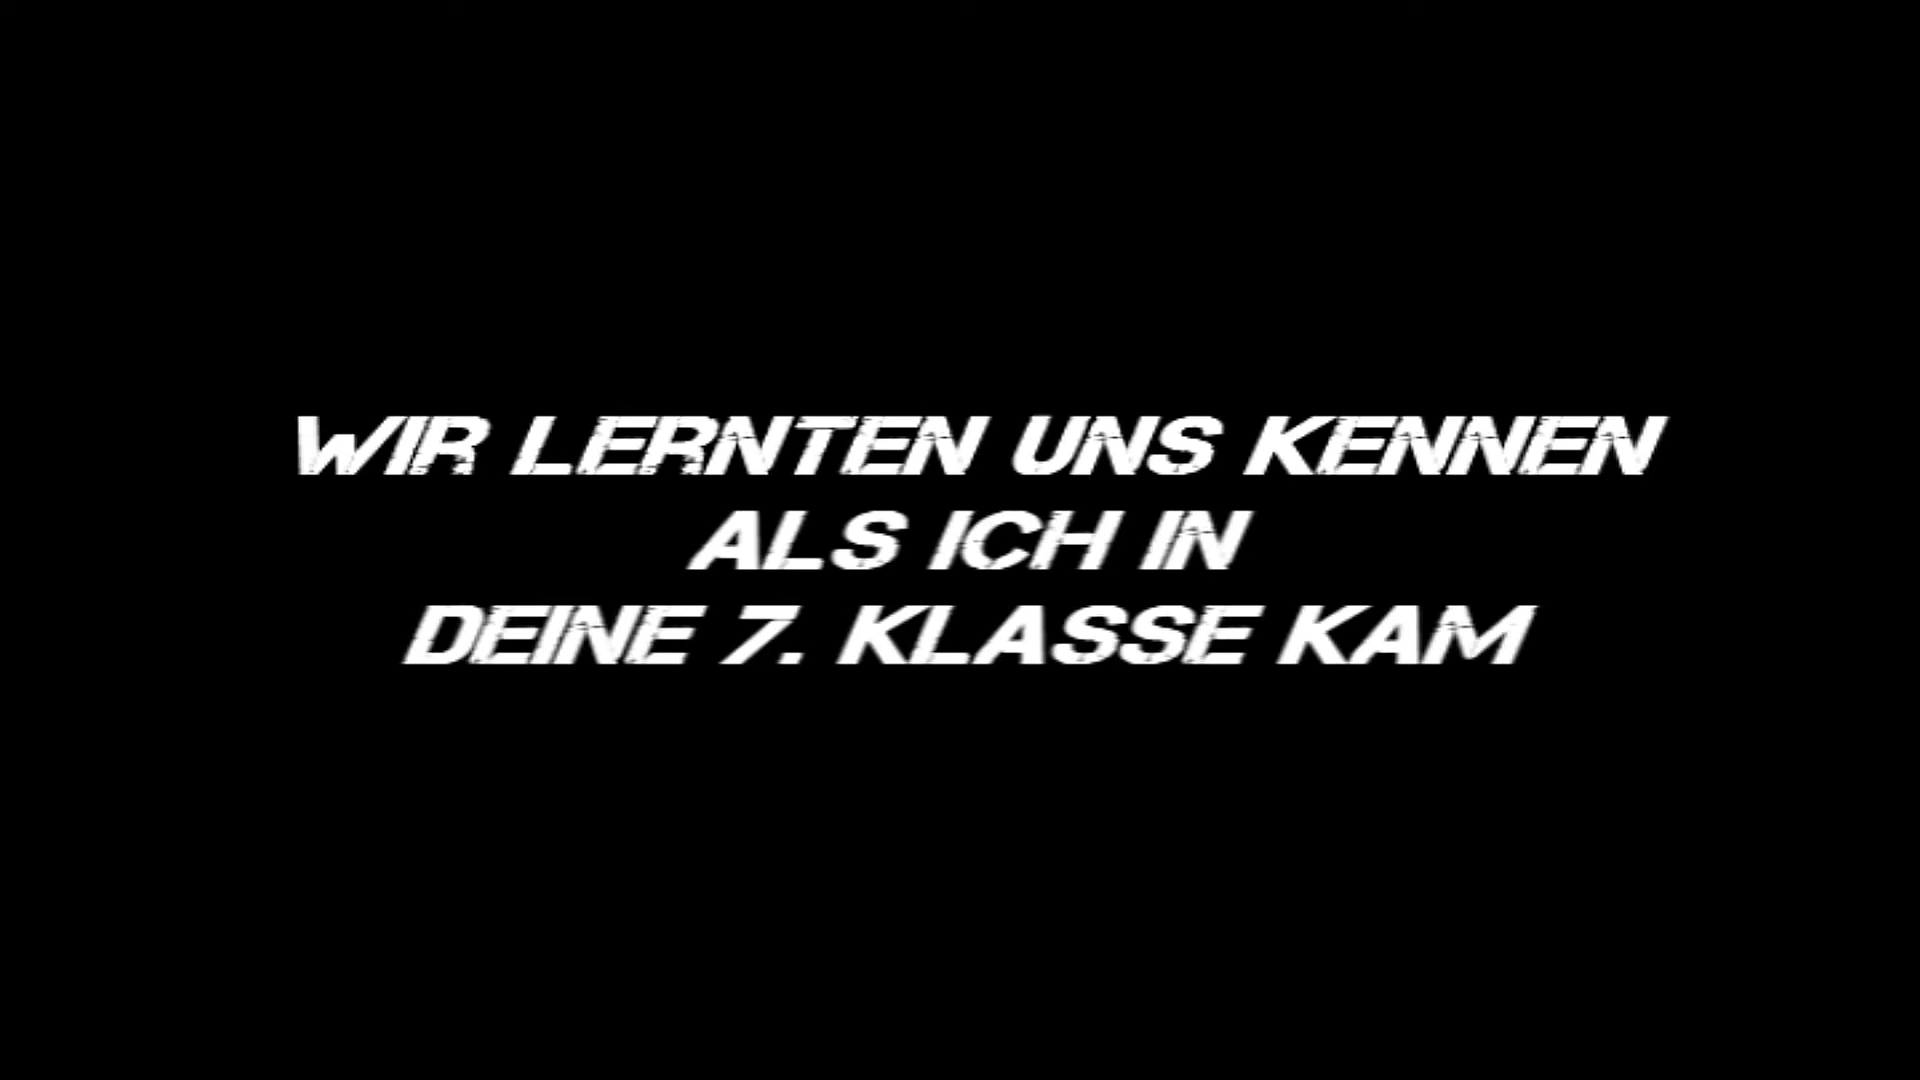 WIR LERNTEN UNS KENNEN
ALS ICH IN
DEINE 7. KLASSE KAM